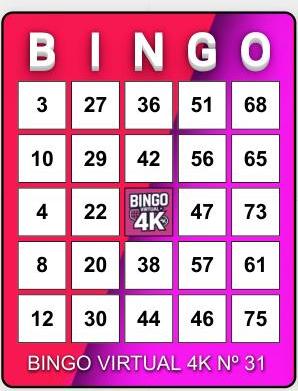 B I N G O
3 27 36 51 68
10 29 42 56 65
4 22 BINGO VIRTUAL 4K 47 73
8 20 38 57 61
12 30 44 46 75
BINGO VIRTUAL 4K Nº 31